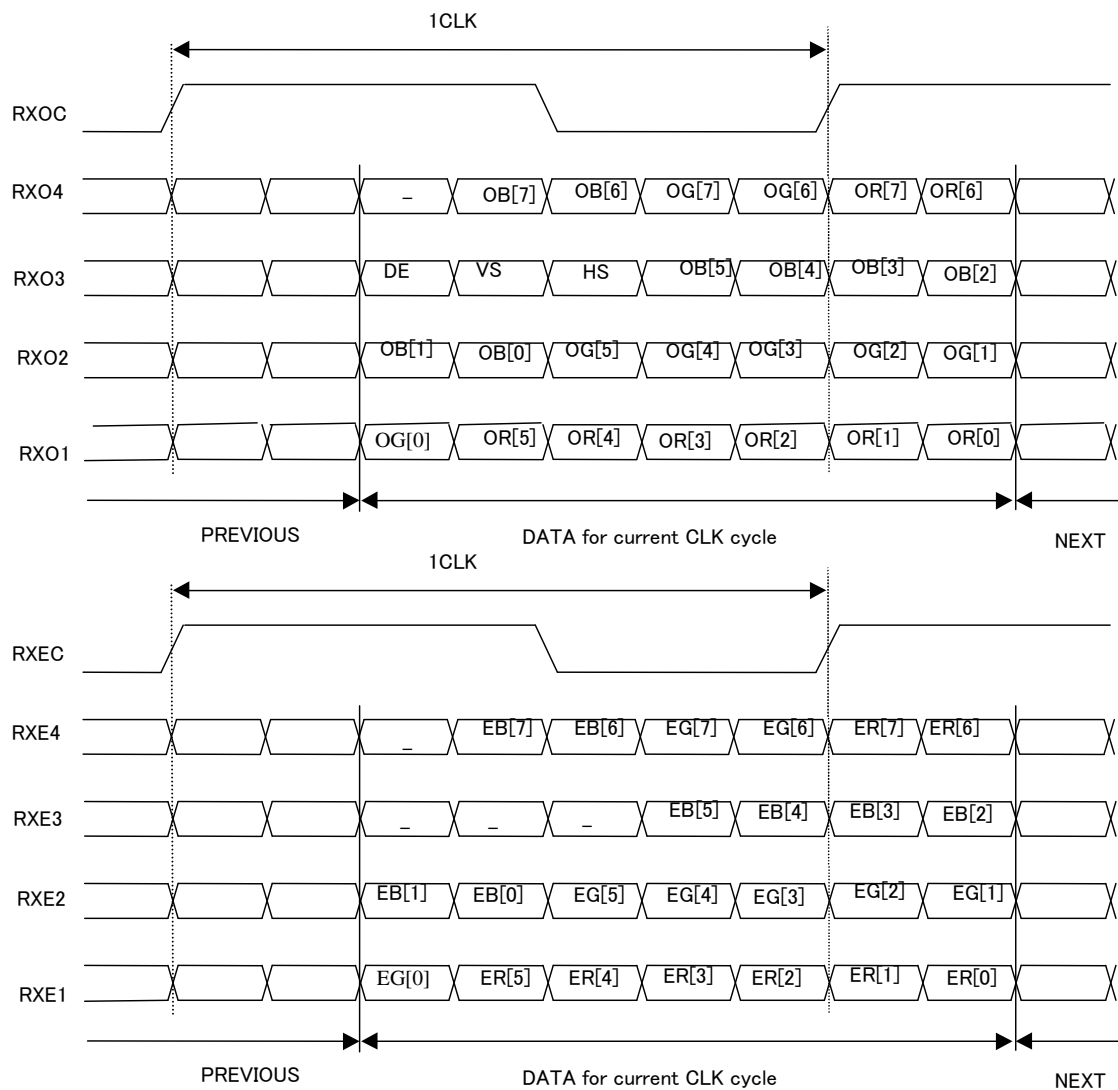 1CLK
RXOC
RXO4 _ OB[7] OB[6] OG[7] OG[6] OR[7] OR[6]
RXO3 DE VS HS OB[5] OB[4] OB[3] OB[2]
RXO2 OB[1] OB[0] OG[5] OG[4] OG[3] OG[2] OG[1]
RXO1 OG[0] OR[5] OR[4] OR[3] OR[2] OR[1] OR[0]
PREVIOUS DATA for current CLK cycle NEXT
1CLK
RXEC
RXE4 _ EB[7] EB[6] EG[7] EG[6] ER[7] ER[6]
RXE3 _ _ _ EB[5] EB[4] EB[3] EB[2]
RXE2 EB[1] EB[0] EG[5] EG[4] EG[3] EG[2] EG[1]
RXE1 EG[0] ER[5] ER[4] ER[3] ER[2] ER[1] ER[0]
PREVIOUS DATA for current CLK cycle NEXT